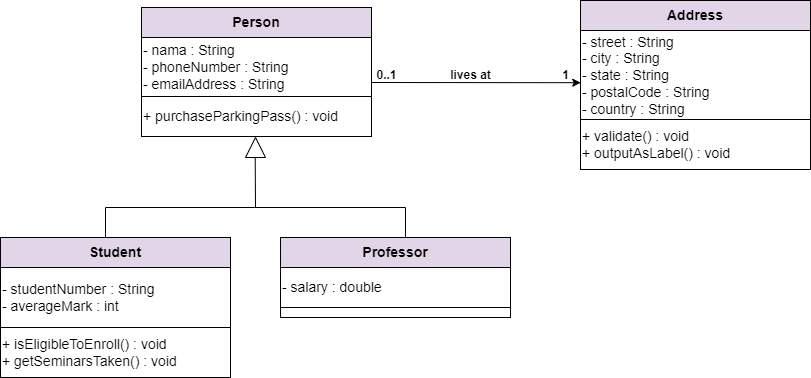 Person
- nama : String
- phoneNumber : String
- emailAddress : String
+ purchaseParkingPass() : void
0..1 lives at 1
Address
- street : String
- city : String
- state : String
- postalCode : String
- country : String
+ validate() : void
+ outputAsLabel() : void
Student
- studentNumber : String
- averageMark : int
+ isEligibleToEnroll() : void
+ getSeminarsTaken() : void
Professor
- salary : double